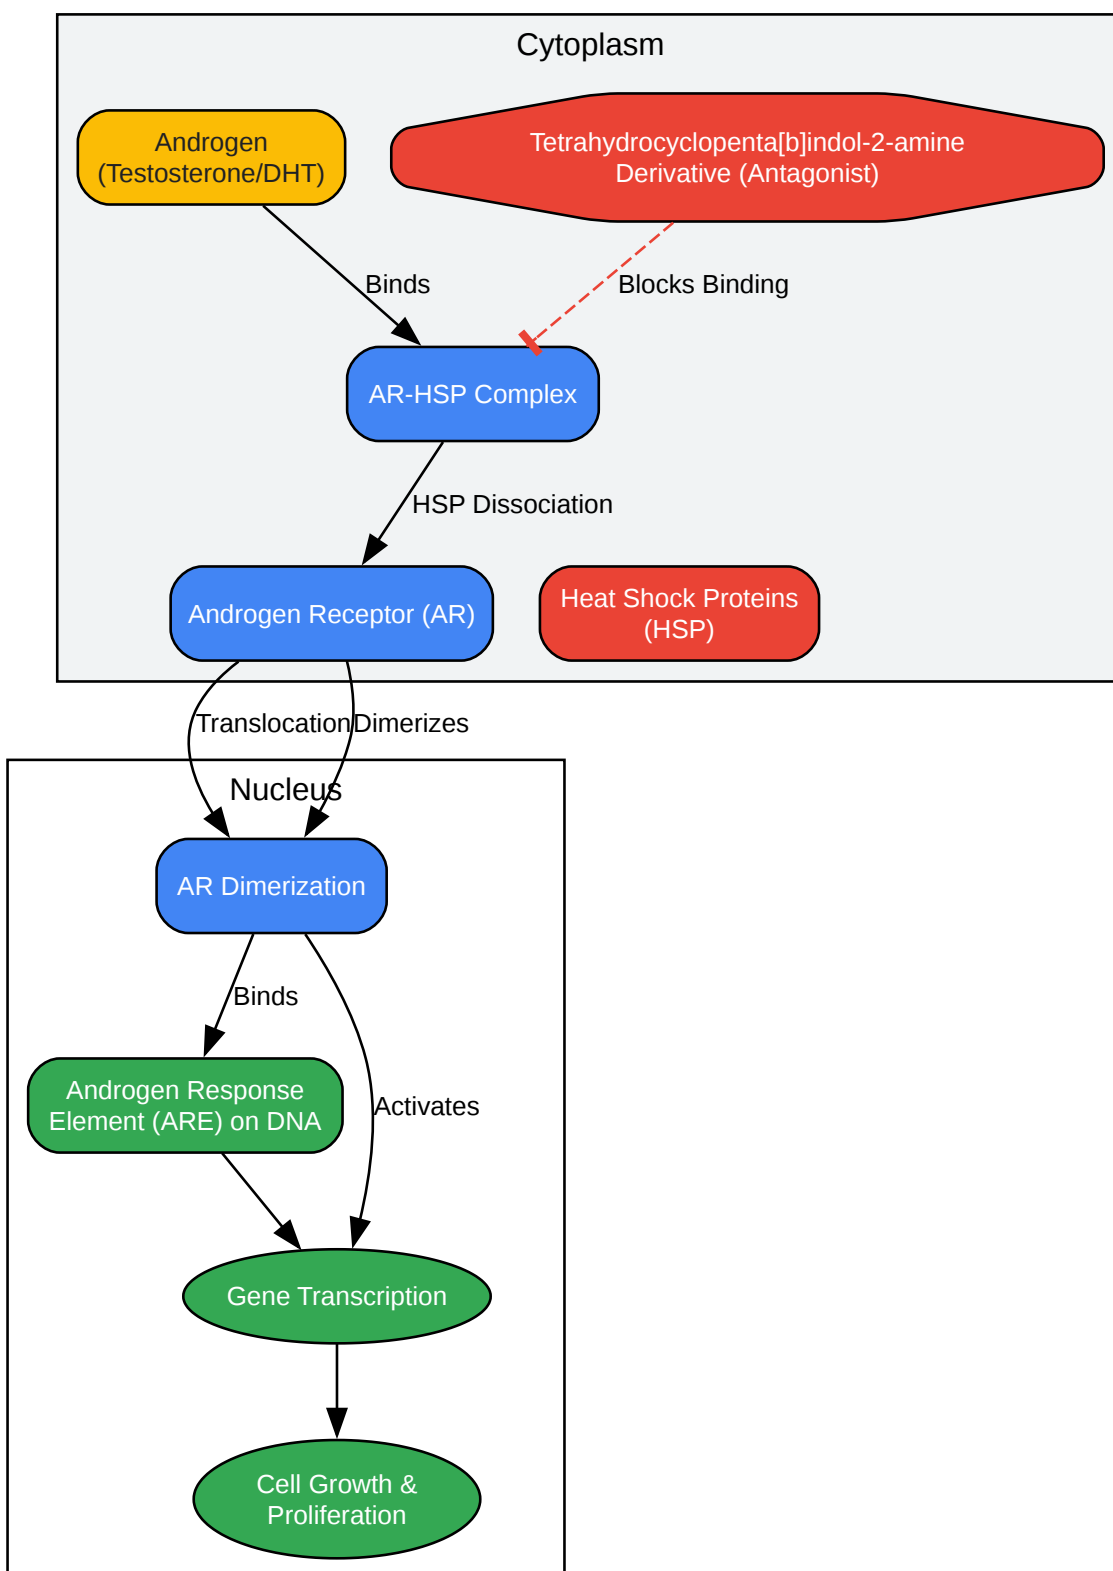 Cytoplasm
Androgen
(Testosterone/DHT)
Tetrahydrocyclopenta[b]indol-2-amine
Derivative (Antagonist)
Binds
Blocks Binding
AR-HSP Complex
HSP Dissociation
Androgen Receptor (AR)
Heat Shock Proteins
(HSP)
Translocation
Dimerizes
Nucleus
AR Dimerization
Binds
Androgen Response
Element (ARE) on DNA
Activates
Gene Transcription
Cell Growth &
Proliferation